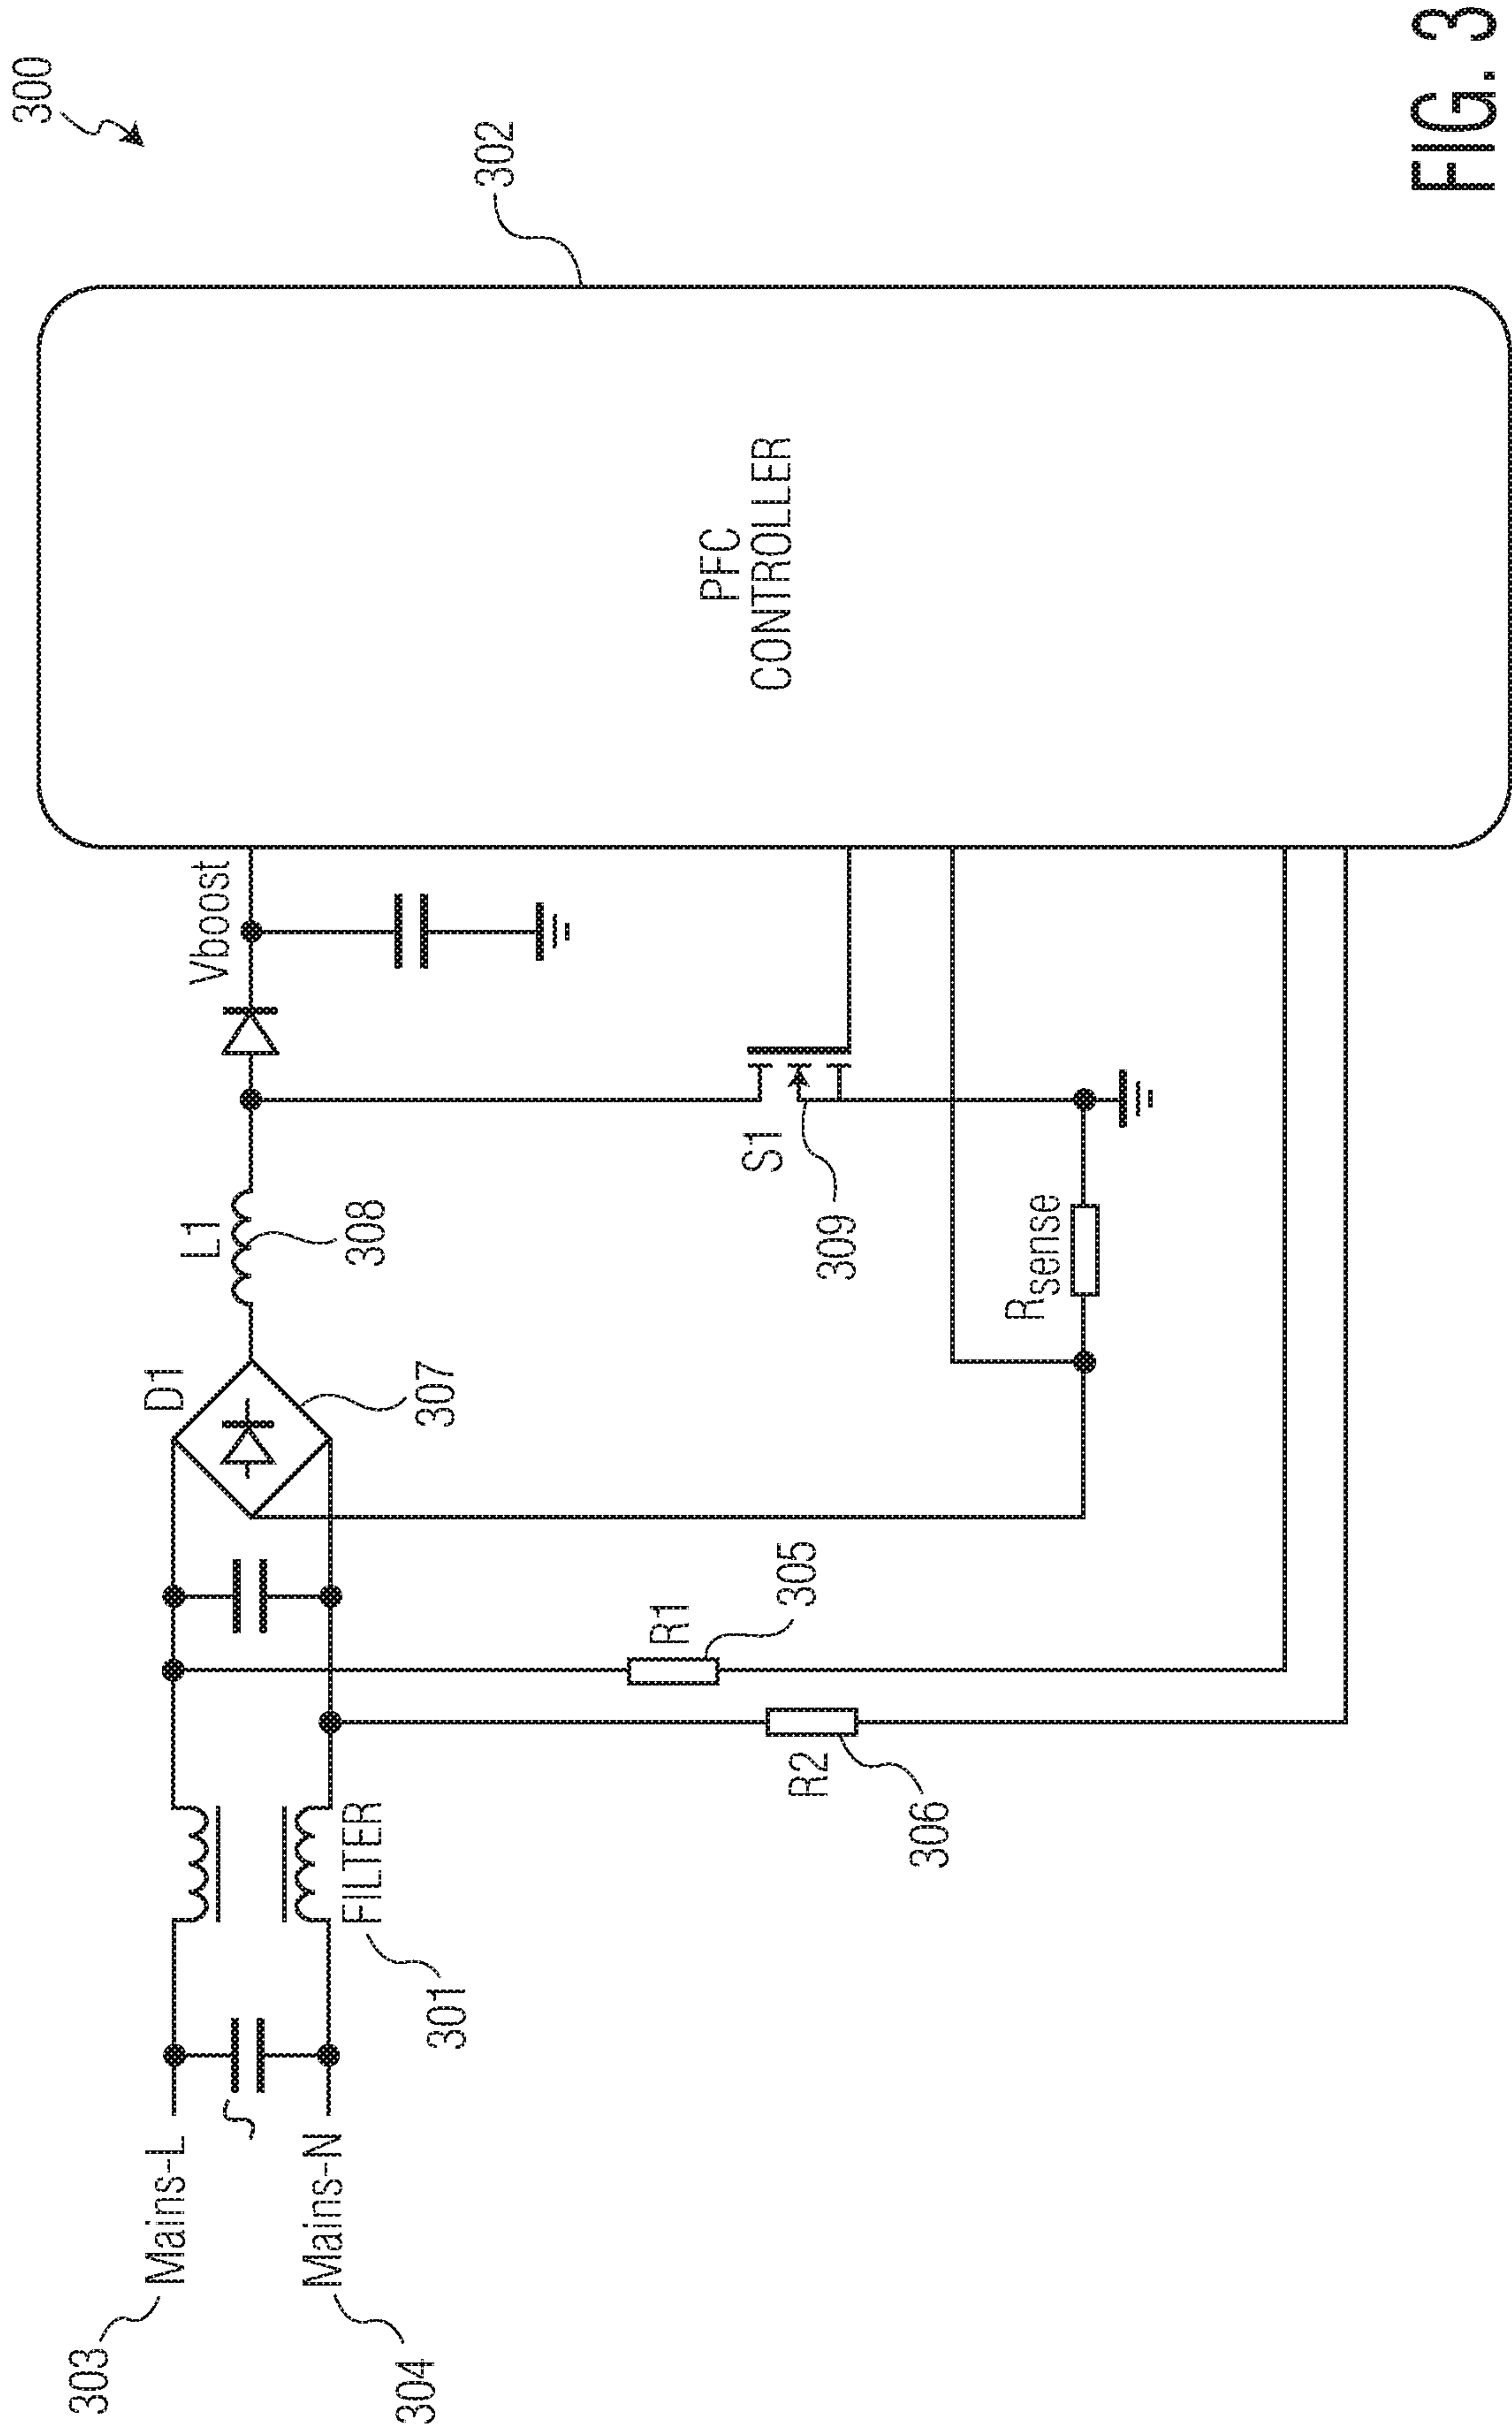 300
302
PFC
CONTROLLER
Vboost
L1
308
D1
307
S1
309
Rsense
R1
305
R2
306
FILTER
301
Mains-L
303
Mains-N
304
FIG. 3